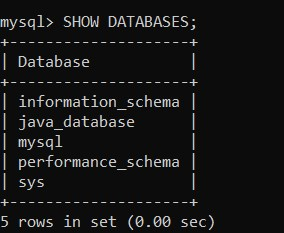 mysql> SHOW DATABASES;
+--------------------+
| Database           |
+--------------------+
| information_schema |
| java_database      |
| mysql              |
| performance_schema |
| sys                |
+--------------------+
5 rows in set (0.00 sec)